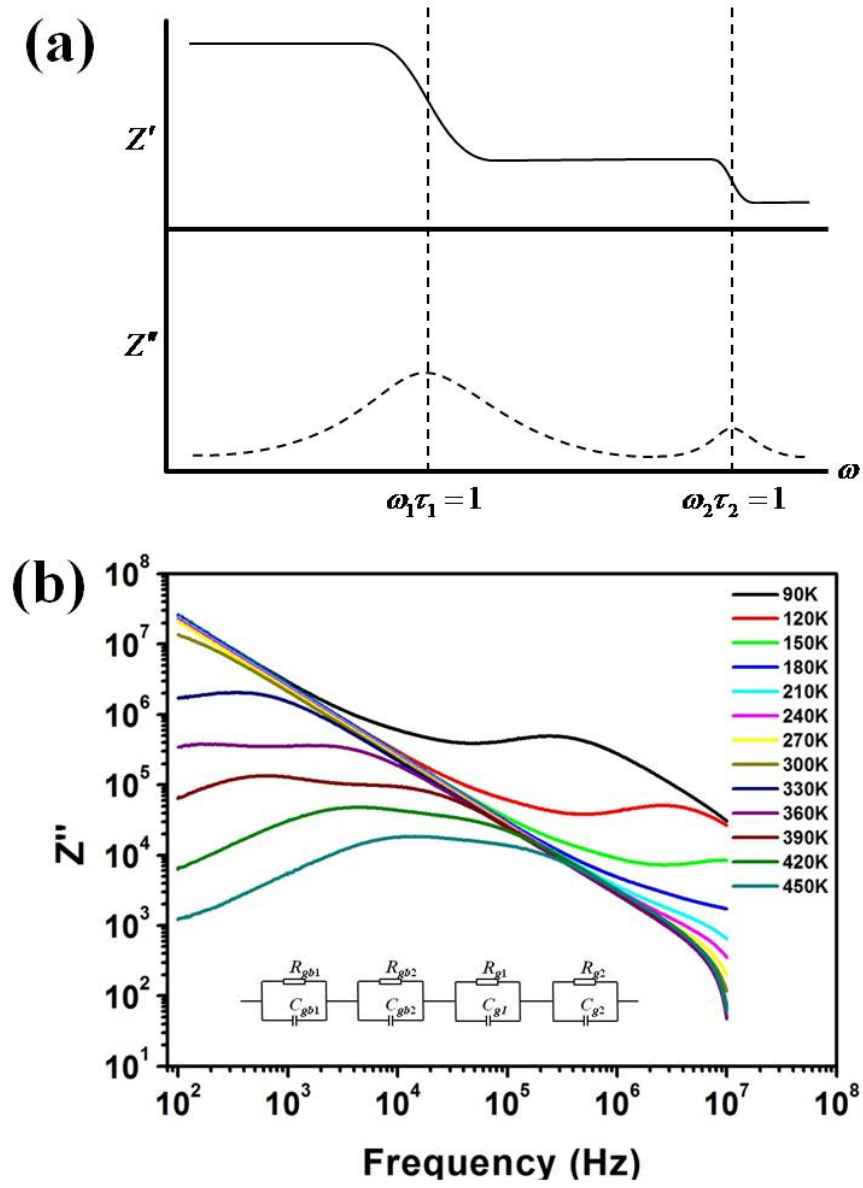 (a)
Z'
Z"
ω
ω₁τ₁ = 1
ω₂τ₂ = 1
(b)
10⁸
10⁷
10⁶
10⁵
10⁴
10³
10²
10¹
Z"
90K
120K
150K
180K
210K
240K
270K
300K
330K
360K
390K
420K
450K
R_gb1
R_gb2
R_g1
R_g2
C_gb1
C_gb2
C_g1
C_g2
10² 10³ 10⁴ 10⁵ 10⁶ 10⁷ 10⁸
Frequency (Hz)